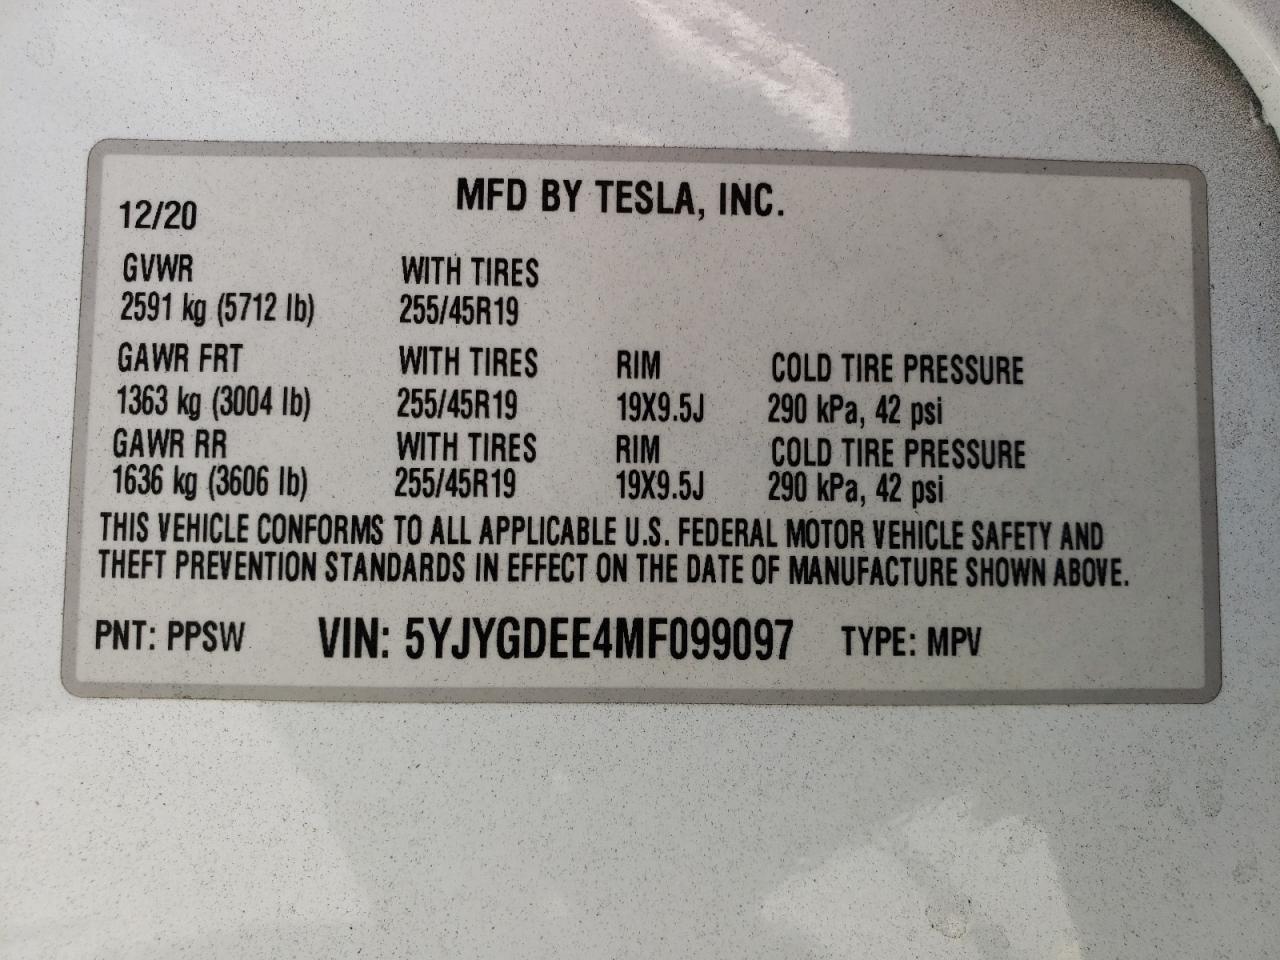 MFD BY TESLA, INC.
12/20
GVWR WITH TIRES
2591 kg (5712 lb) 255/45R19
GAWR FRT WITH TIRES RIM COLD TIRE PRESSURE
1363 kg (3004 lb) 255/45R19 19X9.5J 290 kPa, 42 psi
GAWR RR WITH TIRES RIM COLD TIRE PRESSURE
1636 kg (3606 lb) 255/45R19 19X9.5J 290 kPa, 42 psi
THIS VEHICLE CONFORMS TO ALL APPLICABLE U.S. FEDERAL MOTOR VEHICLE SAFETY AND
THEFT PREVENTION STANDARDS IN EFFECT ON THE DATE OF MANUFACTURE SHOWN ABOVE.
PNT: PPSW VIN: 5YJYGDEE4MF099097 TYPE: MPV